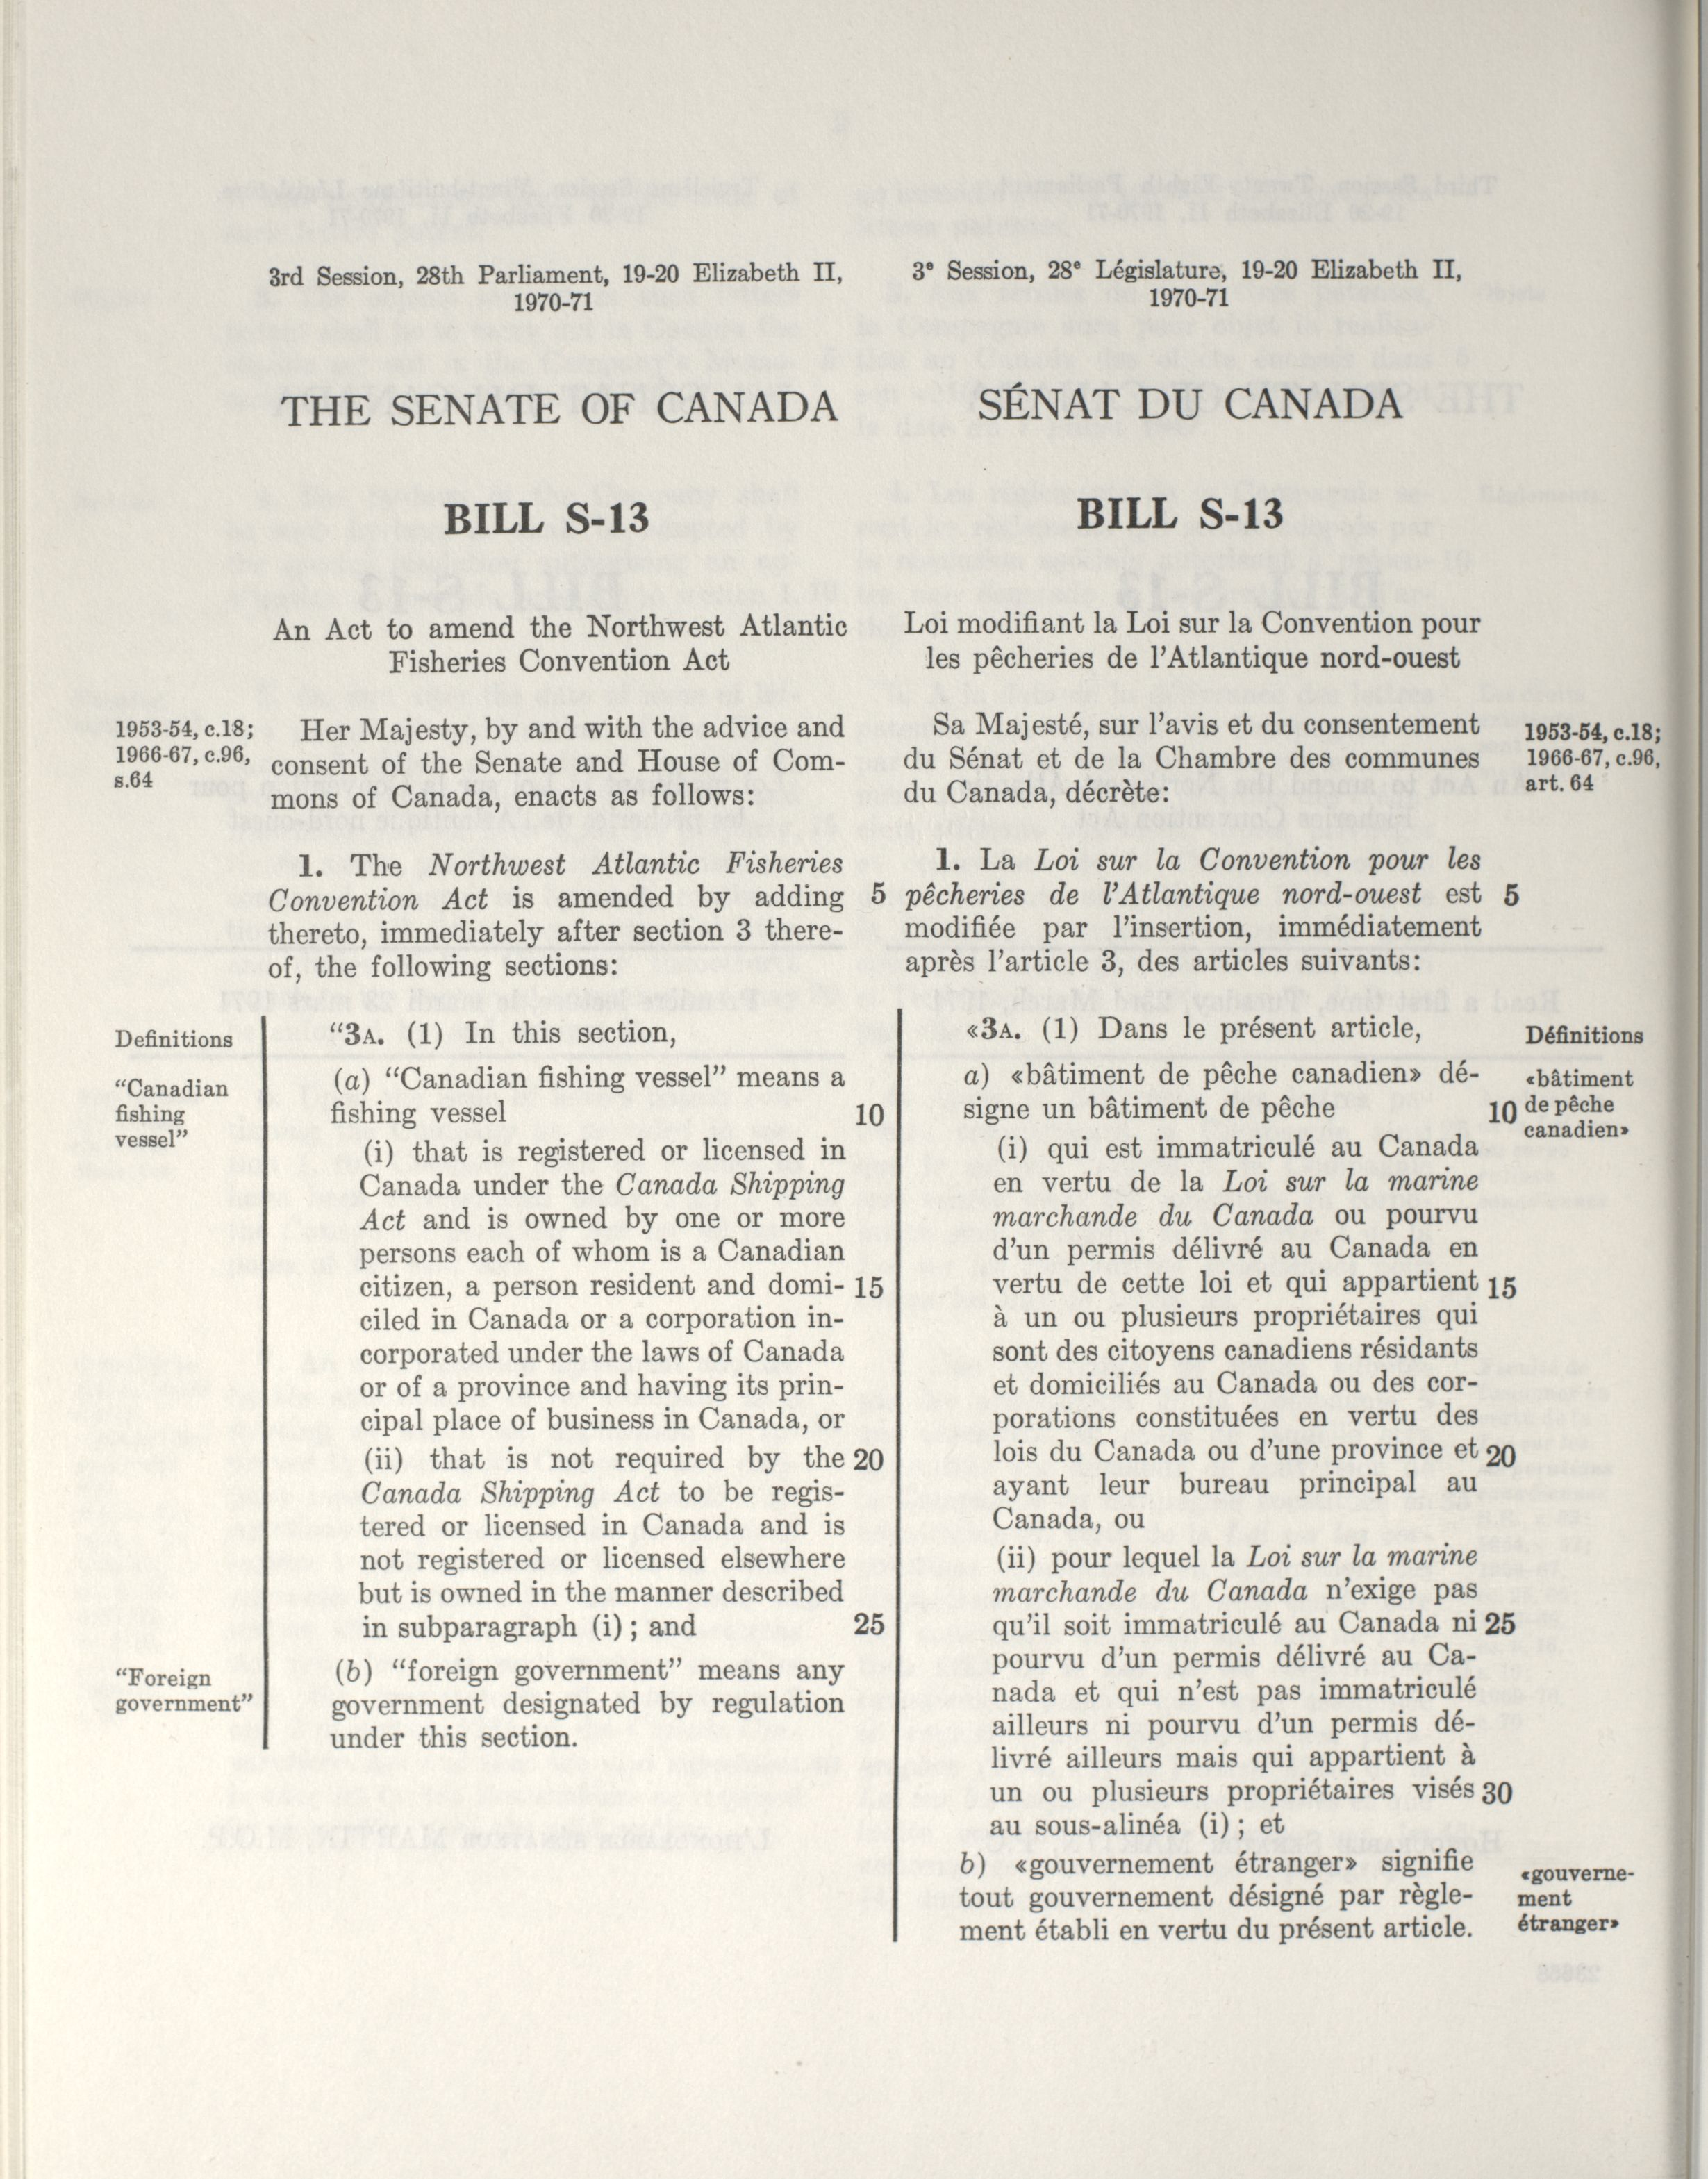 3rd Session, 28th Parliament, 19-20 Elizabeth II,
1970-71
THE SENATE OF CANADA
BILL S-13
An Act to amend the Northwest Atlantic
Fisheries Convention Act
1953-54, c.18;
1966-67, c.96,
s.64
Her Majesty, by and with the advice and
consent of the Senate and House of Com-
mons of Canada, enacts as follows:
1. The Northwest Atlantic Fisheries
Convention Act is amended by adding 5
thereto, immediately after section 3 there-
of, the following sections:
Definitions
"3A. (1) In this section,
"Canadian
fishing
vessel"
(a) "Canadian fishing vessel" means a
fishing vessel 10
(i) that is registered or licensed in
Canada under the Canada Shipping
Act and is owned by one or more
persons each of whom is a Canadian
citizen, a person resident and domi- 15
ciled in Canada or a corporation in-
corporated under the laws of Canada
or of a province and having its prin-
cipal place of business in Canada, or
(ii) that is not required by the 20
Canada Shipping Act to be regis-
tered or licensed in Canada and is
not registered or licensed elsewhere
but is owned in the manner described
in subparagraph (i); and 25
"Foreign
government"
(b) "foreign government" means any
government designated by regulation
under this section.
3e Session, 28e Législature, 19-20 Elizabeth II,
1970-71
SÉNAT DU CANADA
BILL S-13
Loi modifiant la Loi sur la Convention pour
les pêcheries de l'Atlantique nord-ouest
Sa Majesté, sur l'avis et du consentement
du Sénat et de la Chambre des communes
du Canada, décrète:
1953-54, c.18;
1966-67, c.96,
art. 64
1. La Loi sur la Convention pour les
pêcheries de l'Atlantique nord-ouest est 5
modifiée par l'insertion, immédiatement
après l'article 3, des articles suivants:
«3A. (1) Dans le présent article,
Définitions
a) «bâtiment de pêche canadien» dé-
signe un bâtiment de pêche 10
«bâtiment
de pêche
canadien»
(i) qui est immatriculé au Canada
en vertu de la Loi sur la marine
marchande du Canada ou pourvu
d'un permis délivré au Canada en
vertu de cette loi et qui appartient 15
à un ou plusieurs propriétaires qui
sont des citoyens canadiens résidants
et domiciliés au Canada ou des cor-
porations constituées en vertu des
lois du Canada ou d'une province et 20
ayant leur bureau principal au
Canada, ou
(ii) pour lequel la Loi sur la marine
marchande du Canada n'exige pas
qu'il soit immatriculé au Canada ni 25
pourvu d'un permis délivré au Ca-
nada et qui n'est pas immatriculé
ailleurs ni pourvu d'un permis dé-
livré ailleurs mais qui appartient à
un ou plusieurs propriétaires visés 30
au sous-alinéa (i); et
b) «gouvernement étranger» signifie
tout gouvernement désigné par règle-
ment établi en vertu du présent article.
«gouverne-
ment
étranger»